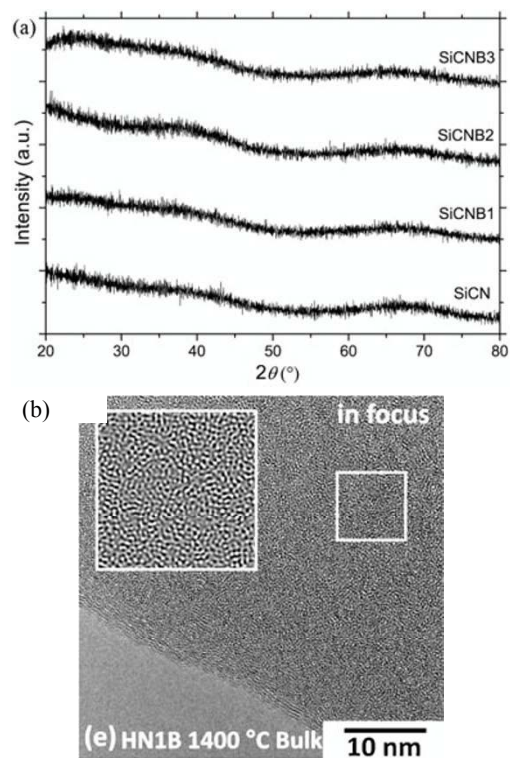 (a)
SiCNB3
SiCNB2
SiCNB1
SiCN
Intensity (a.u.)
20 30 40 50 60 70 80
2θ (°)
(b)
in focus
(e) HN1B 1400 °C Bulk
10 nm